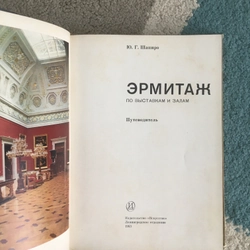 Ю. Г. Шапиро
ЭРМИТАЖ
ПО ВЫСТАВКАМ И ЗАЛАМ
Путеводитель
Издательство «Искусство»
Ленинградское отделение